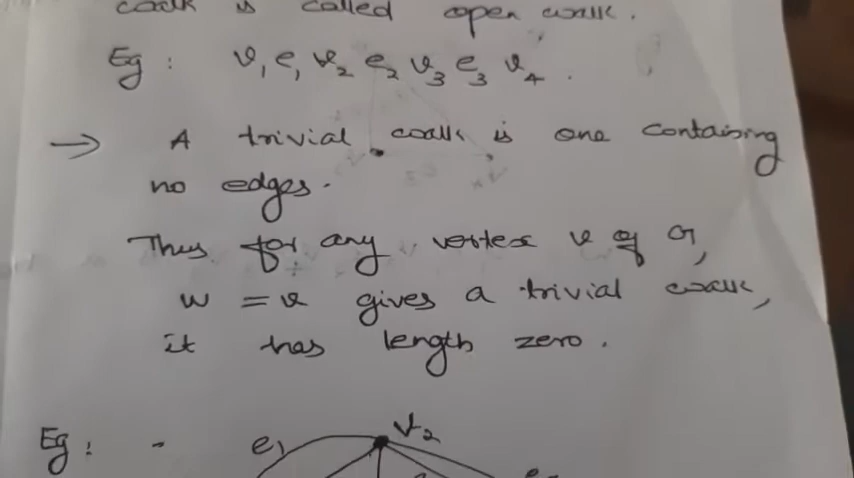 walk is called open walk.
Eg : v₁ e₁ v₂ e₂ v₃ e₃ v₄ .
→ A trivial walk is one containing
no edges.
Thus for any vertex v of G,
W = v gives a trivial walk,
it has length zero.
Eg : -
e₁ v₂